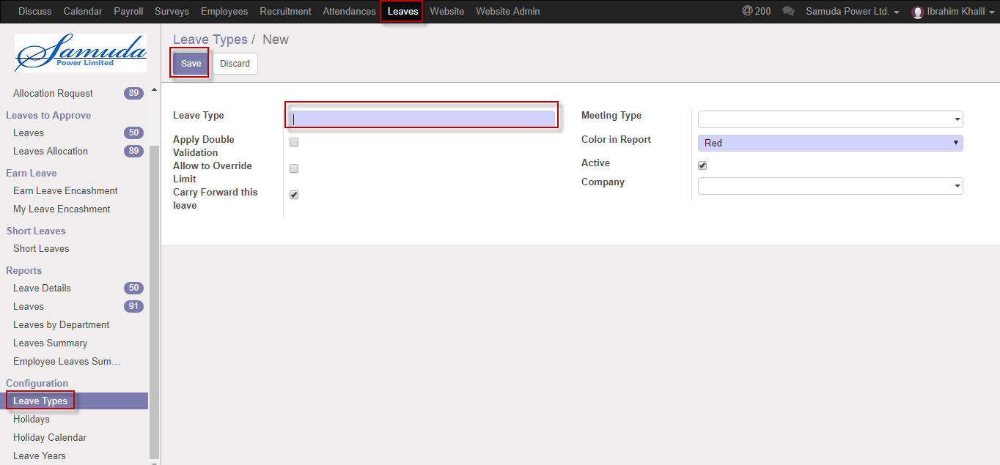 Discuss Calendar Payroll Surveys Employees Recruitment Attendances Leaves Website Website Admin @ 200 Samuda Power Ltd. Ibrahim Khalil
Samuda
Power Limited
Allocation Request 89
Leaves to Approve
Leaves 50
Leaves Allocation 89
Earn Leave
Earn Leave Encashment
My Leave Encashment
Short Leaves
Short Leaves
Reports
Leave Details 50
Leaves 91
Leaves by Department
Leaves Summary
Employee Leaves Sum…
Configuration
Leave Types
Holidays
Holiday Calendar
Leave Years
Leave Types / New
Save Discard
Leave Type
Apply Double
Validation
Allow to Override
Limit
Carry Forward this
leave
Meeting Type
Color in Report Red
Active
Company